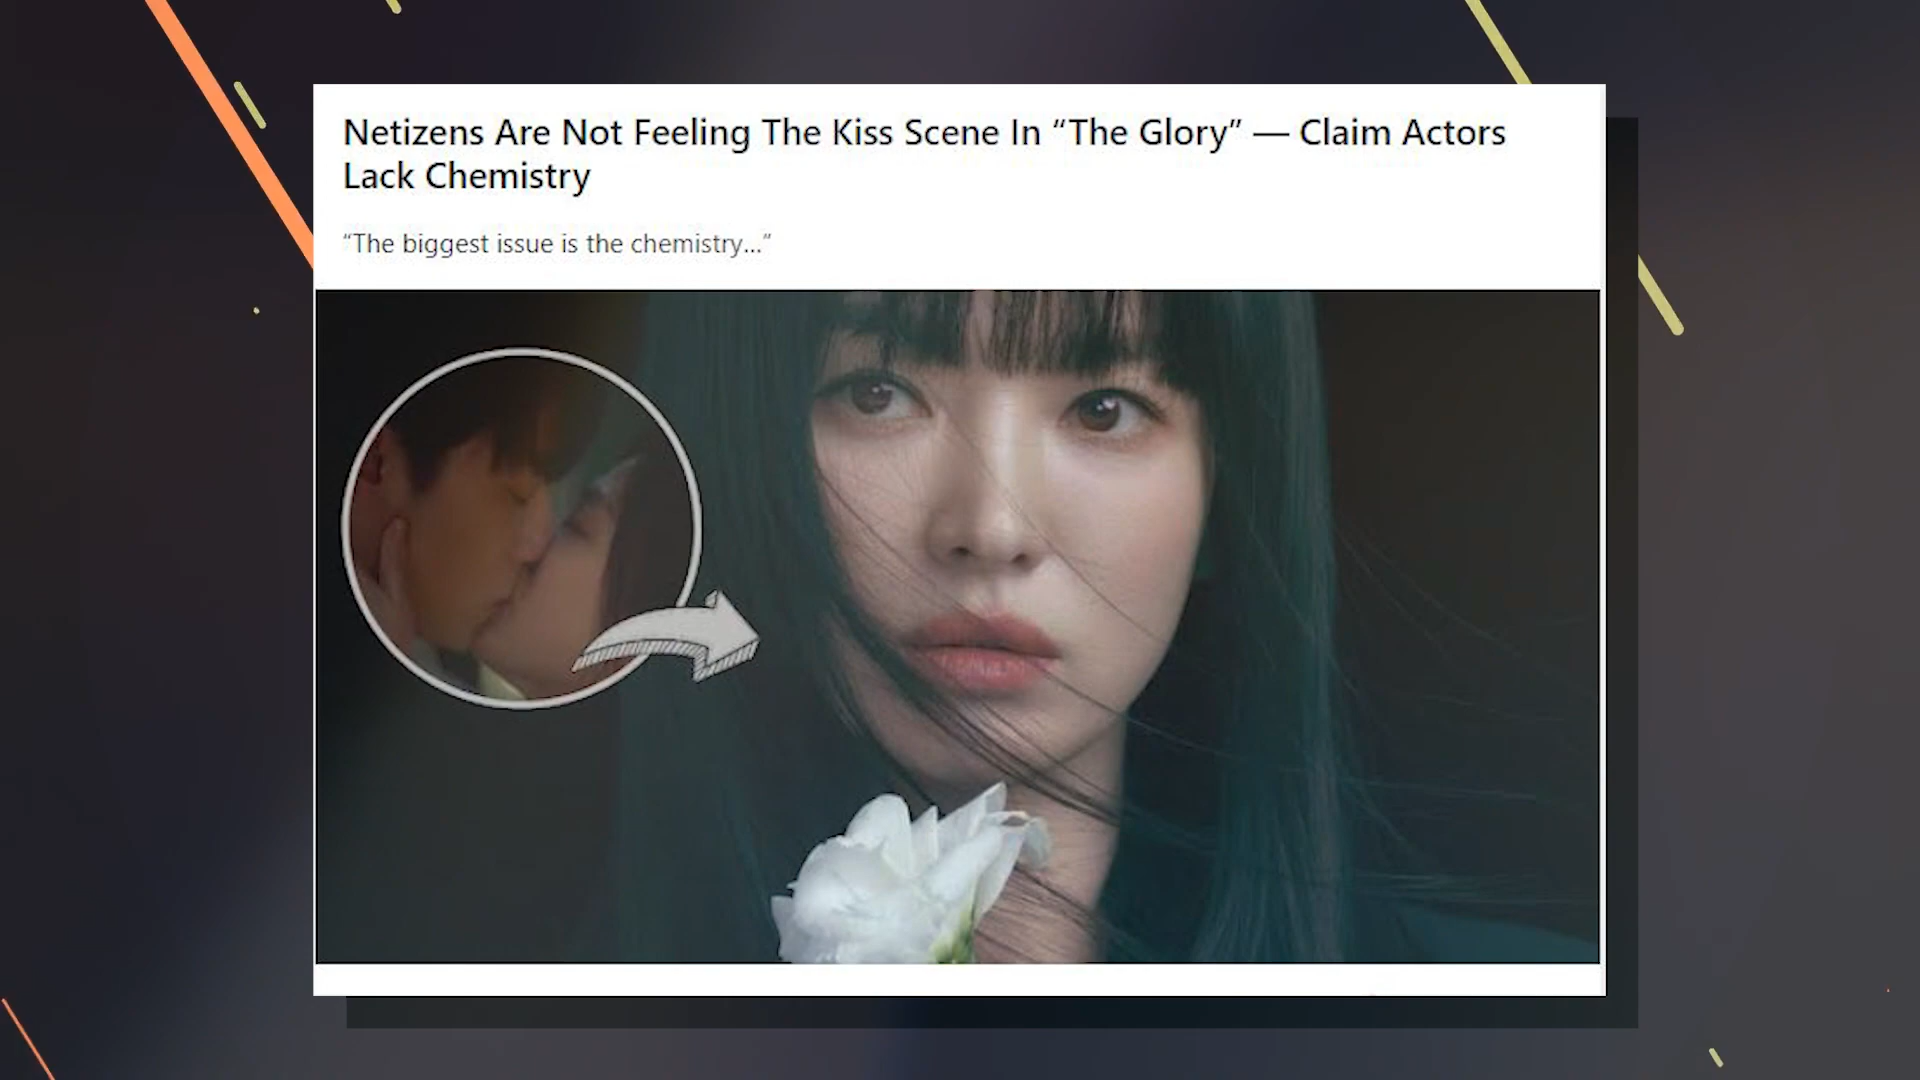 Netizens Are Not Feeling The Kiss Scene In “The Glory” — Claim Actors
Lack Chemistry
“The biggest issue is the chemistry...”